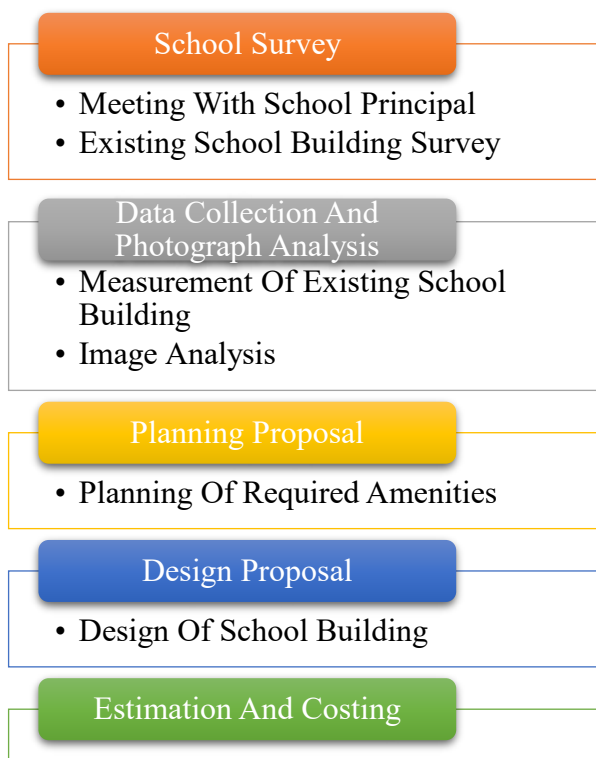 School Survey
• Meeting With School Principal
• Existing School Building Survey
Data Collection And
Photograph Analysis
• Measurement Of Existing School
Building
• Image Analysis
Planning Proposal
• Planning Of Required Amenities
Design Proposal
• Design Of School Building
Estimation And Costing